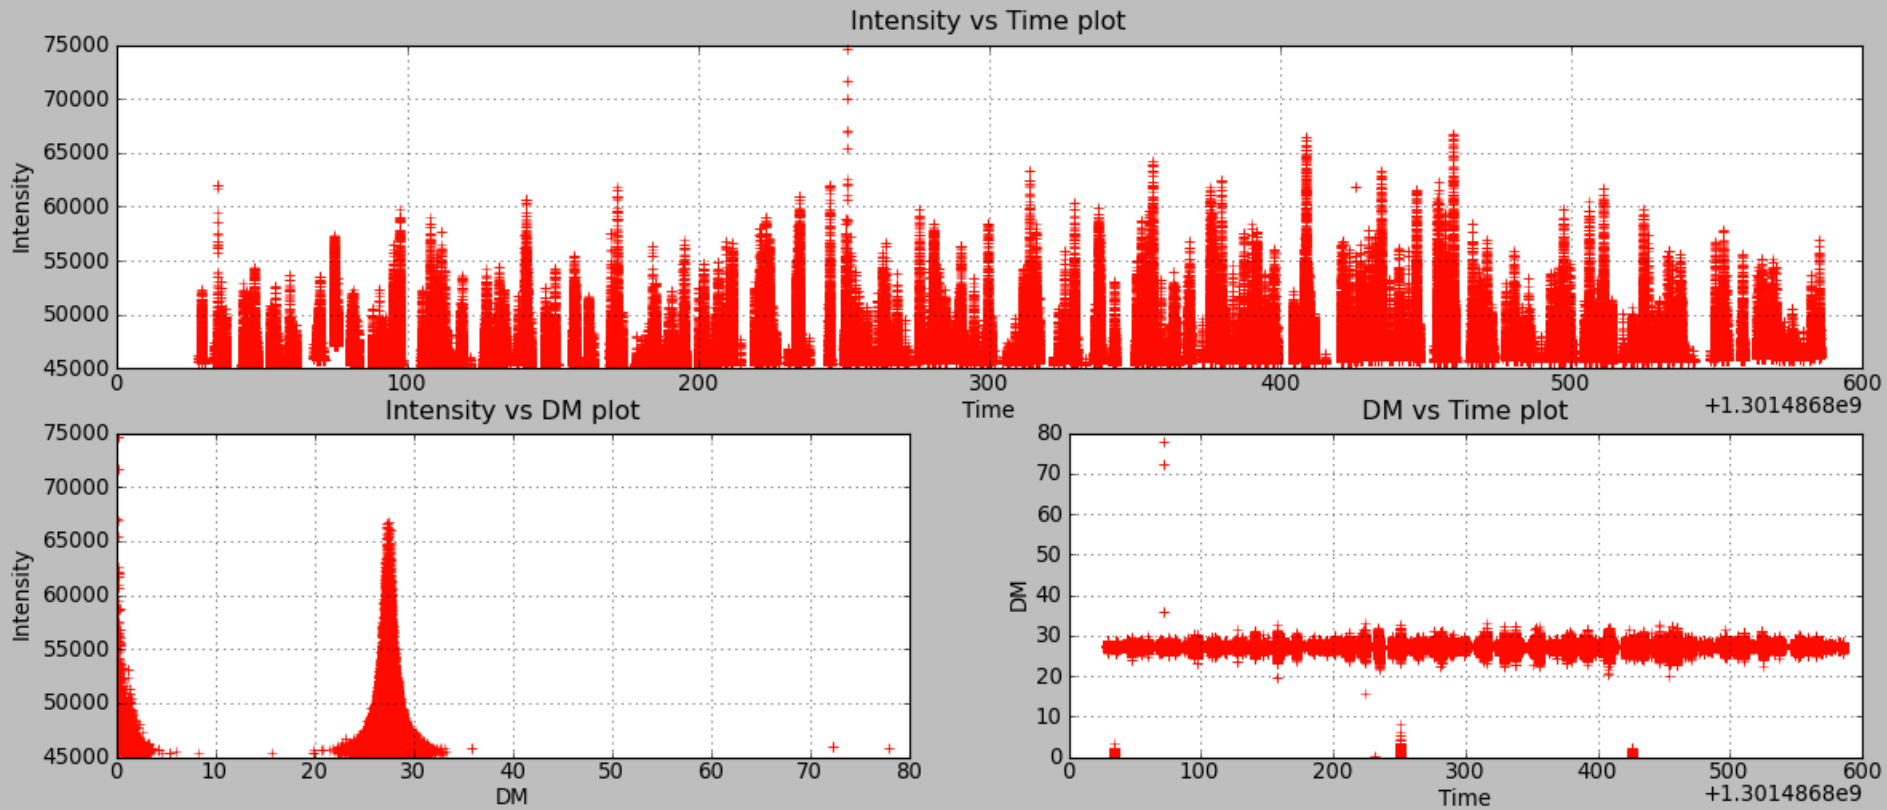 Intensity vs Time plot
75000
70000
65000
60000
55000
50000
45000
Intensity
0 100 200 300 400 500 600
Time
+1.3014868e9
Intensity vs DM plot
75000
70000
65000
60000
55000
50000
45000
Intensity
0 10 20 30 40 50 60 70 80
DM
DM vs Time plot
80
70
60
50
40
30
20
10
0
DM
0 100 200 300 400 500 600
Time
+1.3014868e9